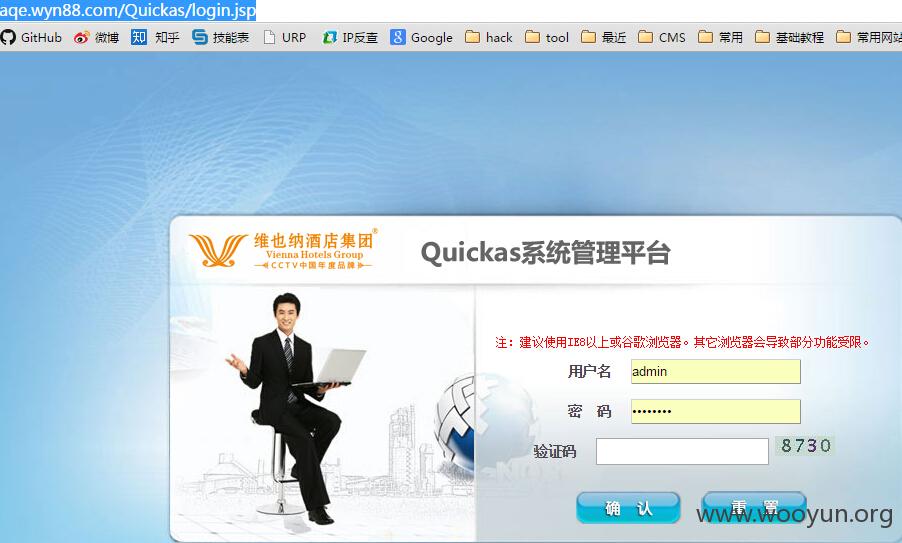 aqe.wyn88.com/Quickas/login.jsp
GitHub 微博 知乎 技能表 URP IP反查 Google hack tool 最近 CMS 常用 基础教程 常用网站
维也纳酒店集团®
Vienna Hotels Group
CCTV中国年度品牌
Quickas系统管理平台
注：建议使用IE8以上或谷歌浏览器。其它浏览器会导致部分功能受限。
用户名 admin
密 码 ••••••••
验证码 8730
确 认 重 置
www.wooyun.org